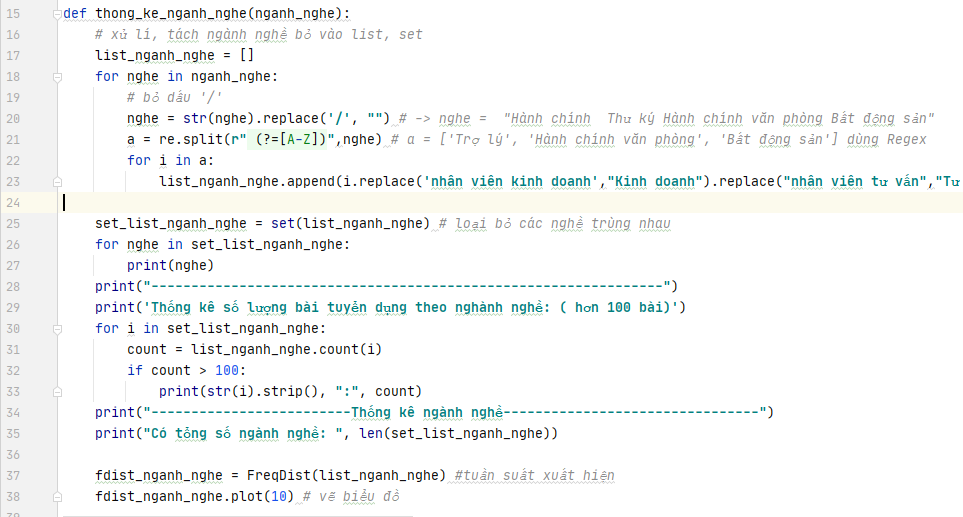 15 def thong_ke_nganh_nghe(nganh_nghe):
16 # xử lí, tách ngành nghề bỏ vào list, set
17 list_nganh_nghe = []
18 for nghe in nganh_nghe:
19 # bỏ dấu '/'
20 nghe = str(nghe).replace('/', "") # -> nghe = "Hành chính  Thư ký Hành chính văn phòng Bất động sản"
21 a = re.split(r" (?=[A-Z])",nghe) # a = ['Trợ lý', 'Hành chính văn phòng', 'Bất động sản'] dùng Regex
22 for i in a:
23 list_nganh_nghe.append(i.replace('nhân viên kinh doanh',"Kinh doanh").replace("nhân viên tư vấn","Tư
24
25 set_list_nganh_nghe = set(list_nganh_nghe) # loại bỏ các nghề trùng nhau
26 for nghe in set_list_nganh_nghe:
27 print(nghe)
28 print("----------------------------------------------------------------")
29 print('Thống kê số lượng bài tuyển dụng theo nghành nghề: ( hơn 100 bài)')
30 for i in set_list_nganh_nghe:
31 count = list_nganh_nghe.count(i)
32 if count > 100:
33 print(str(i).strip(), ":", count)
34 print("-------------------------Thống kê ngành nghề--------------------------------")
35 print("Có tổng số ngành nghề: ", len(set_list_nganh_nghe))
36
37 fdist_nganh_nghe = FreqDist(list_nganh_nghe) #tuần suất xuất hiện
38 fdist_nganh_nghe.plot(10) # vẽ biểu đồ